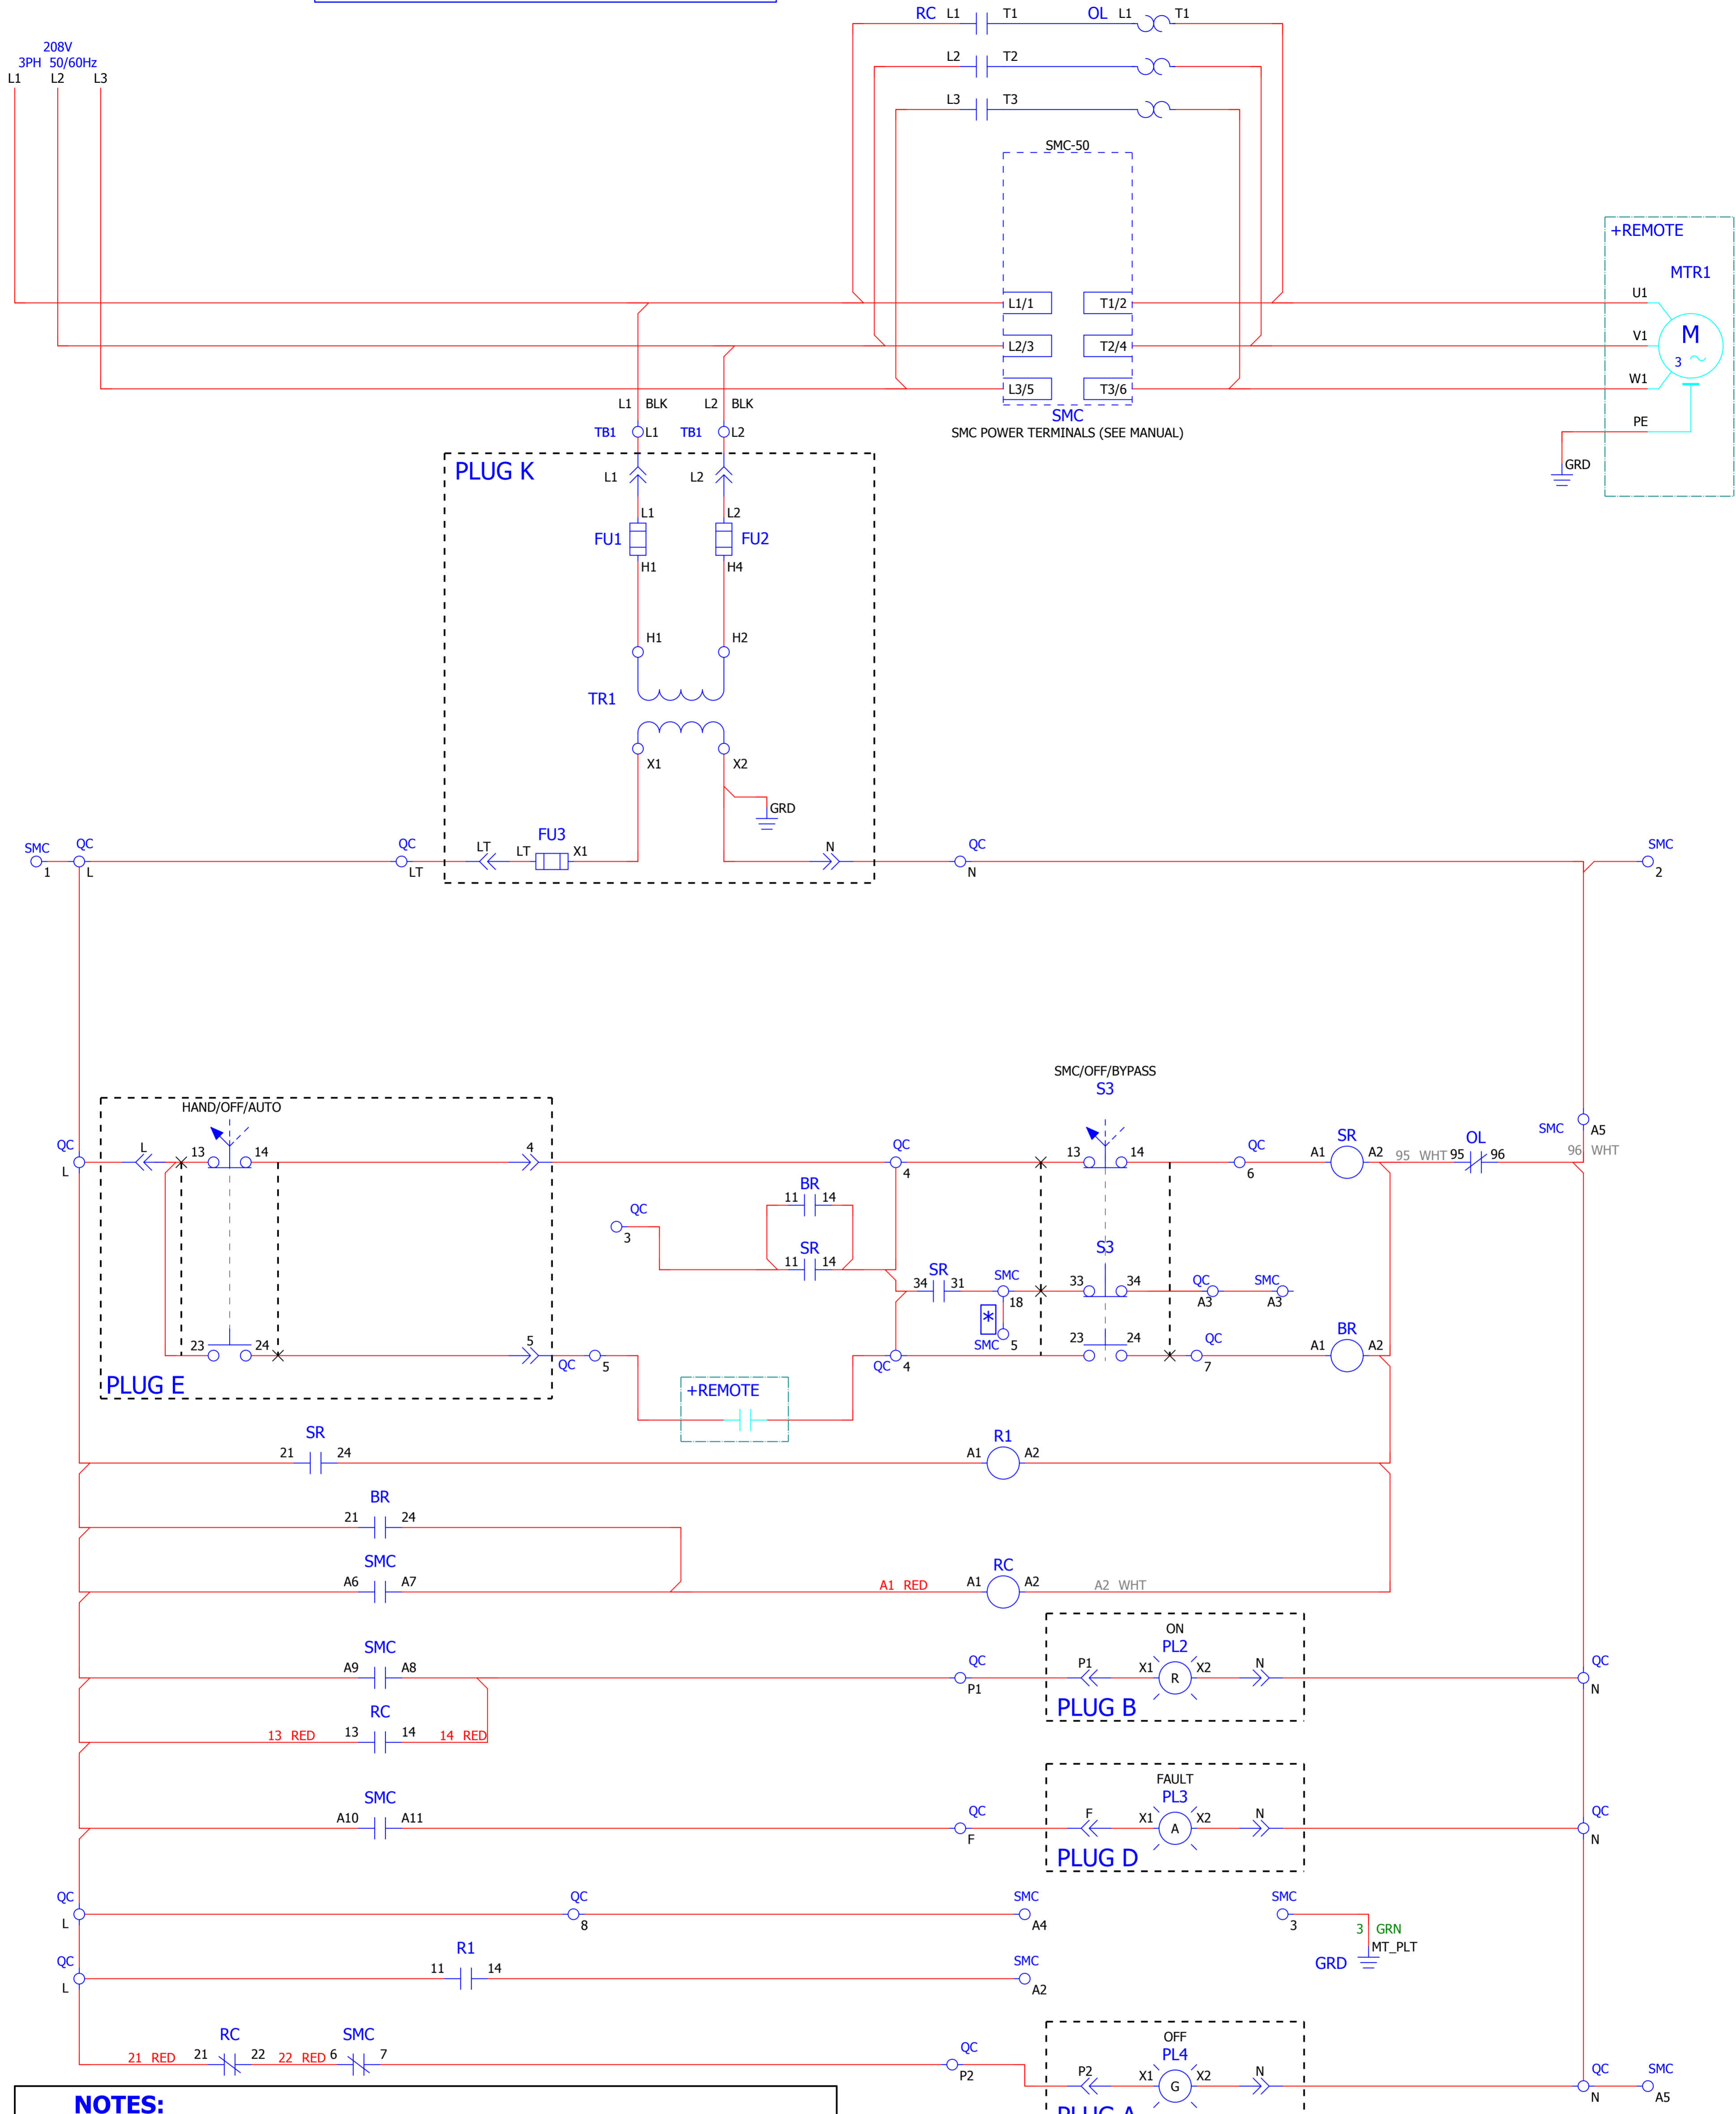 RC L1 T1 OL L1 T1
208V
3PH 50/60Hz
L1 L2 L3
L2 T2
L3 T3
SMC-50
+REMOTE
MTR1
L1/1 T1/2 U1
L2/3 T2/4 V1
M
3
L3/5 T3/6 W1
L1 BLK L2 BLK
SMC
TB1 L1 TB1 L2
SMC POWER TERMINALS (SEE MANUAL)
PE
GRD
PLUG K
L1 L2
L1 L2
FU1 FU2
H1 H4
H1 H2
TR1
X1 X2
GRD
FU3
SMC QC QC LT LT X1 N QC SMC
1 L LT N 2
SMC/OFF/BYPASS
S3
HAND/OFF/AUTO
SMC A5
QC L 13 14 4 QC 13 14 QC SR A1 A2 95 WHT 95 OL 96 96 WHT
L 4 6
BR
11 14
QC
3
SR
11 14
S3
SR
34 31 SMC 33 34 QC SMC
18 A3 A3
*
SMC 5
23 24 5 23 24 QC BR A1 A2
QC 5 QC 4 7
PLUG E
+REMOTE
SR R1
21 24 A1 A2
BR
21 24
SMC RC
A6 A7 A1 RED A1 A2 A2 WHT
ON
SMC PL2
A9 A8 QC P1 X1 R X2 N QC
P1 N
RC PLUG B
13 RED 13 14 14 RED
FAULT
SMC PL3
A10 A11 QC F X1 A X2 N QC
F N
PLUG D
QC QC SMC SMC
L 8 A4 3
3 GRN
MT_PLT
GRD
QC R1 SMC
L 11 14 A2
OFF
RC SMC PL4
21 RED 21 22 22 RED 6 7 QC P2 X1 G X2 N QC SMC
P2 N A5
NOTES:
PLUG A